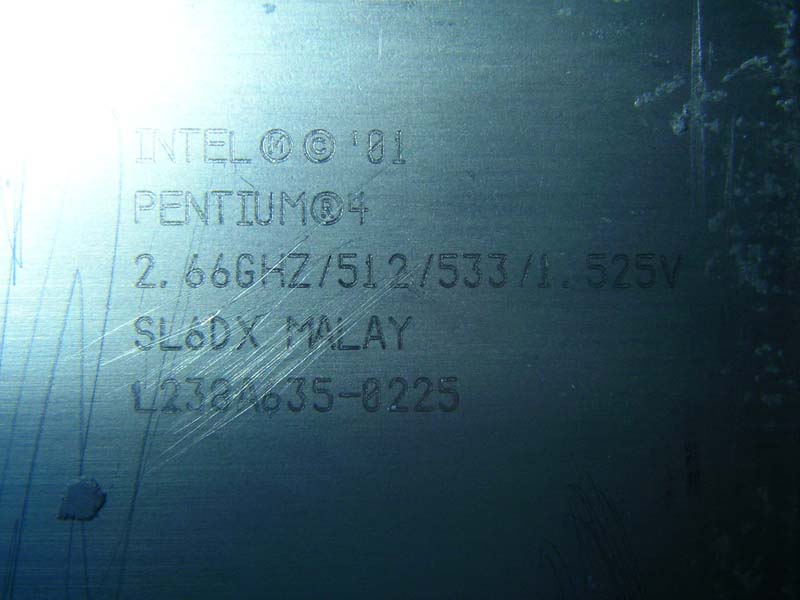 INTEL Ⓜ © '01
PENTIUM®4
2.66GHZ/512/533/1.525V
SL6DX MALAY
L238A635-0225